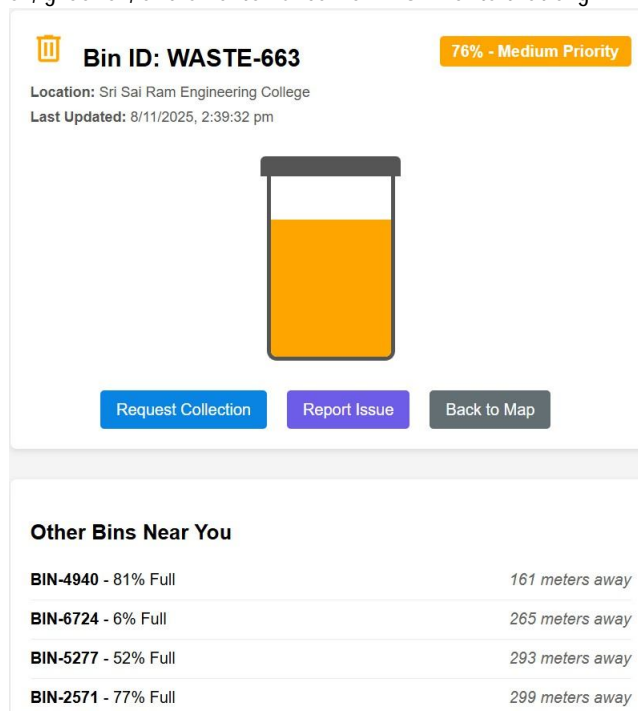 Bin ID: WASTE-663
76% - Medium Priority
Location: Sri Sai Ram Engineering College
Last Updated: 8/11/2025, 2:39:32 pm
Request Collection
Report Issue
Back to Map
Other Bins Near You
BIN-4940 - 81% Full 161 meters away
BIN-6724 - 6% Full 265 meters away
BIN-5277 - 52% Full 293 meters away
BIN-2571 - 77% Full 299 meters away